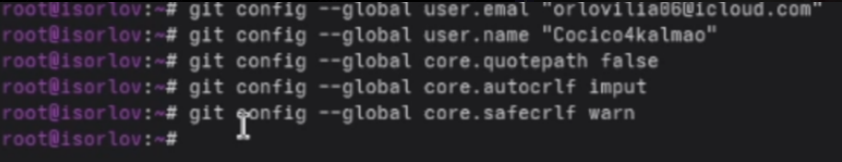 root@isorlov:~# git config --global user.emal "orlovilia06@icloud.com"
root@isorlov:~# git config --global user.name "Cocico4kalmao"
root@isorlov:~# git config --global core.quotepath false
root@isorlov:~# git config --global core.autocrlf imput
root@isorlov:~# git config --global core.safecrlf warn
root@isorlov:~#